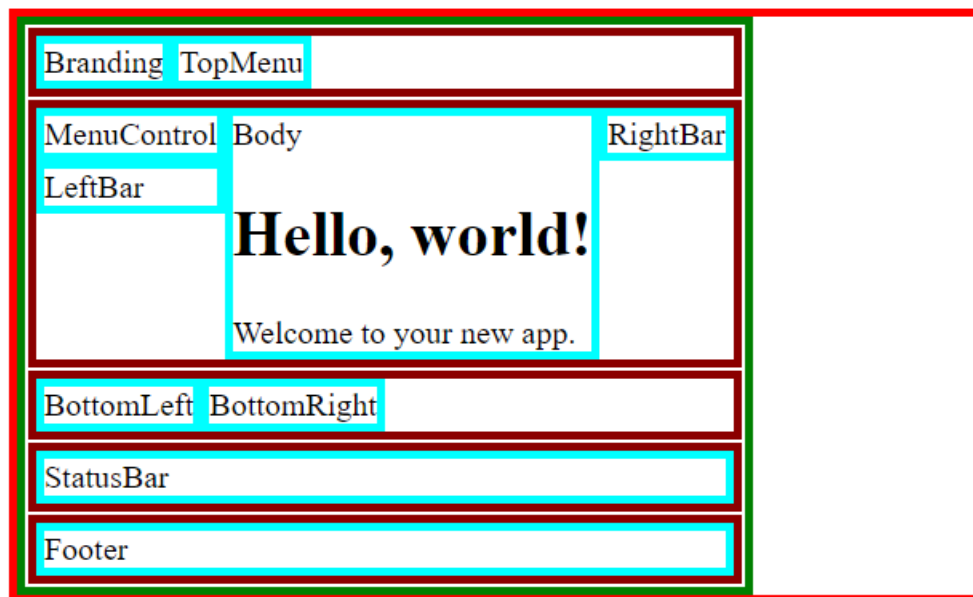 Branding TopMenu
MenuControl Body RightBar
LeftBar
Hello, world!
Welcome to your new app.
BottomLeft BottomRight
StatusBar
Footer